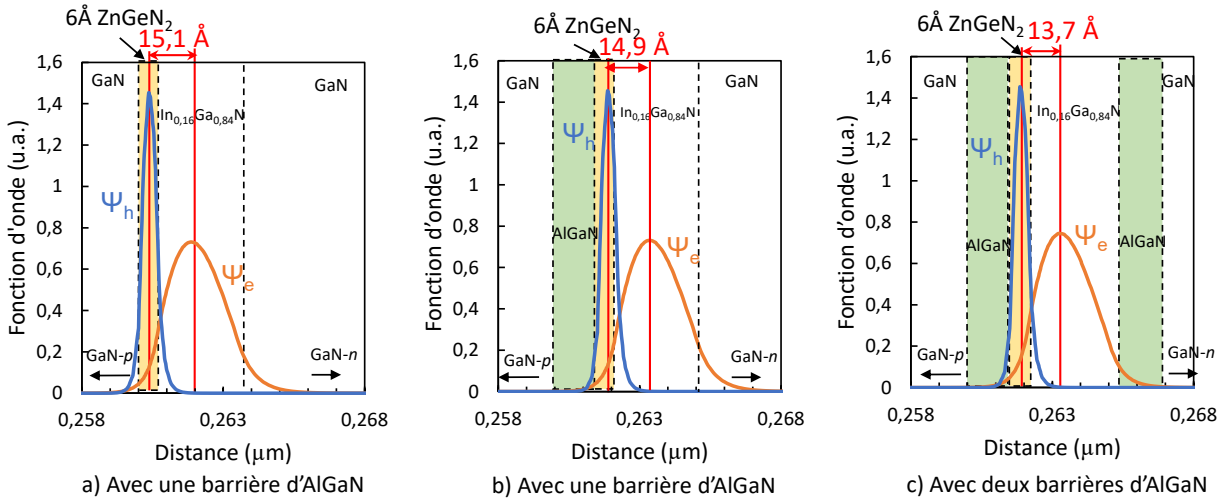 6Å ZnGeN2
15,1 Å
Fonction d'onde (u.a.)
1,6
1,4
1,2
1
0,8
0,6
0,4
0,2
0
GaN
GaN
In0,16Ga0,84N
Ψh
Ψe
GaN-p
0,258
0,263
0,268
Distance (µm)
a) Avec une barrière d'AlGaN
6Å ZnGeN2
14,9 Å
Fonction d'onde (u.a.)
1,6
1,4
1,2
1
0,8
0,6
0,4
0,2
0
GaN
GaN
In0,16Ga0,84N
Ψh
AlGaN
Ψe
GaN-p
GaN-n
0,258
0,263
0,268
Distance (µm)
b) Avec une barrière d'AlGaN
6Å ZnGeN2
13,7 Å
Fonction d'onde (u.a.)
1,6
1,4
1,2
1
0,8
0,6
0,4
0,2
0
GaN
GaN
In0,16Ga0,84N
Ψh
AlGaN
Ψe
AlGaN
GaN-p
GaN-n
0,258
0,263
0,268
Distance (µm)
c) Avec deux barrières d'AlGaN
GaN-n